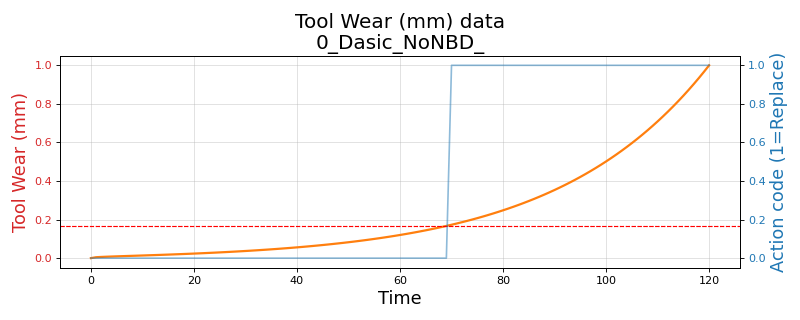 Tool Wear (mm) data
0_Dasic_NoNBD_
Tool Wear (mm)
1.0
0.8
0.6
0.4
0.2
0.0
1.0
0.8
0.6
0.4
0.2
0.0
Action code (1=Replace)
0 20 40 60 80 100 120
Time